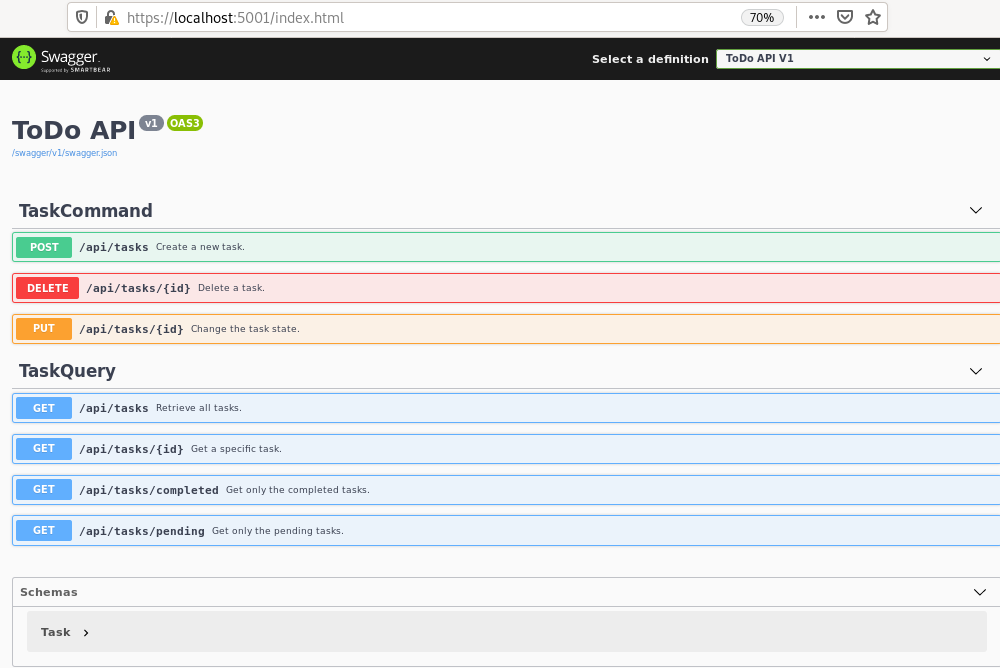 https://localhost:5001/index.html 70%
Swagger.
Supported by SMARTBEAR
Select a definition ToDo API V1
ToDo API v1 OAS3
/swagger/v1/swagger.json
TaskCommand
POST /api/tasks Create a new task.
DELETE /api/tasks/{id} Delete a task.
PUT /api/tasks/{id} Change the task state.
TaskQuery
GET /api/tasks Retrieve all tasks.
GET /api/tasks/{id} Get a specific task.
GET /api/tasks/completed Get only the completed tasks.
GET /api/tasks/pending Get only the pending tasks.
Schemas
Task